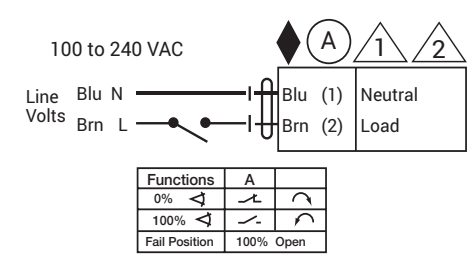 100 to 240 VAC
A 1 2
Line Volts
Blu N
Brn L
Blu (1) Neutral
Brn (2) Load
Functions A
0%
100%
Fail Position 100% Open